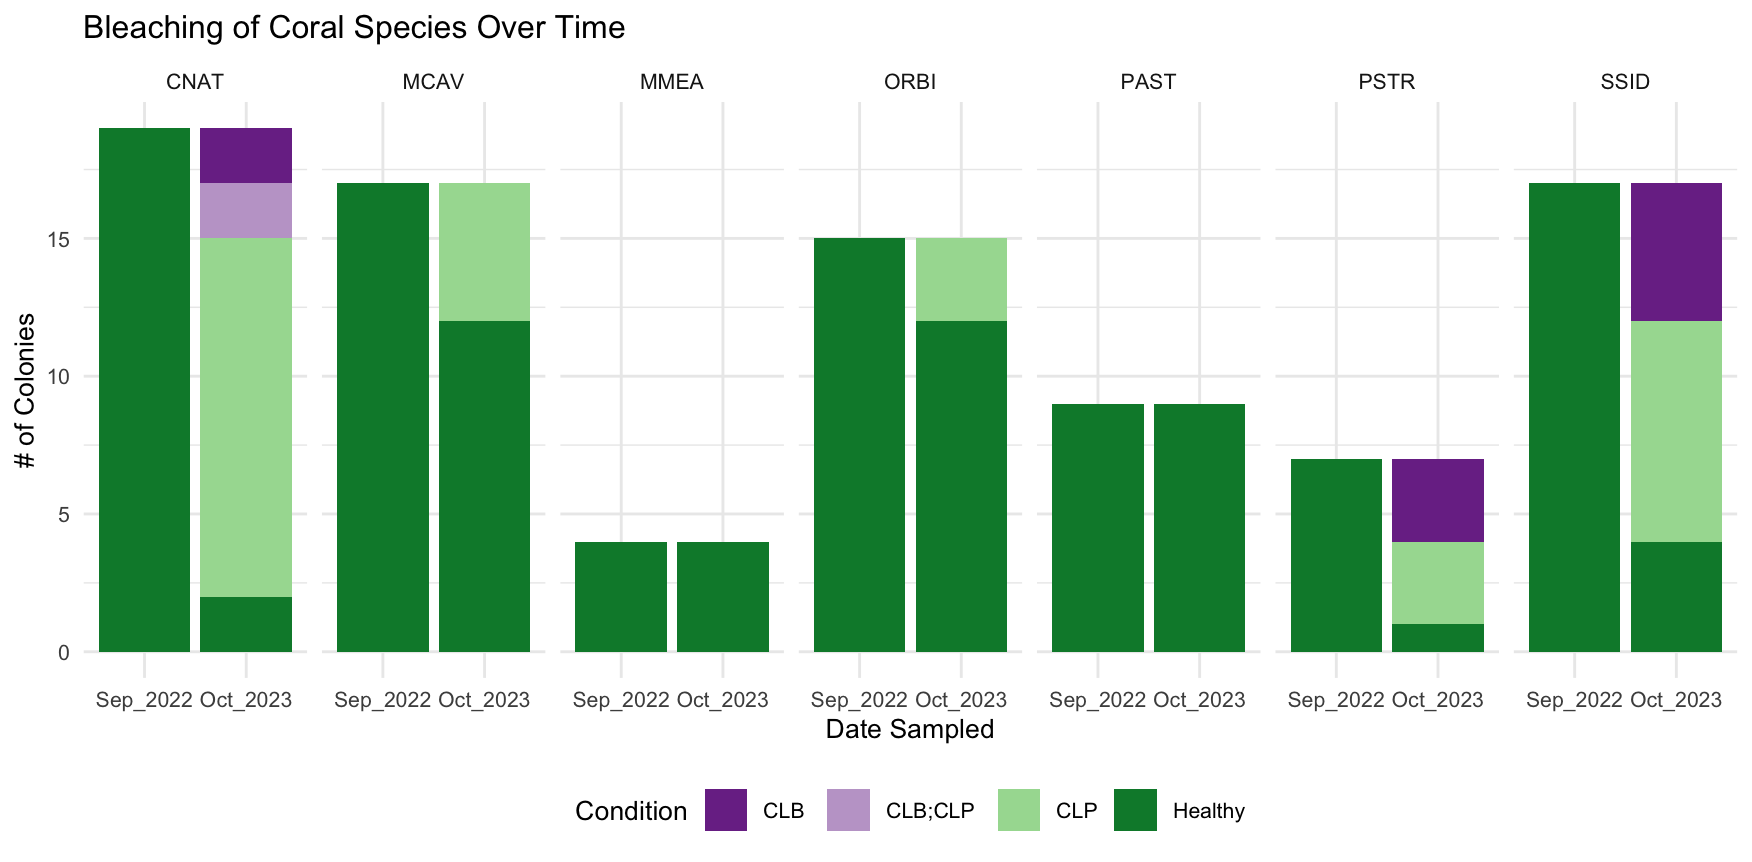 Bleaching of Coral Species Over Time
CNAT MCAV MMEA ORBI PAST PSTR SSID
# of Colonies
15
10
5
0
Sep_2022 Oct_2023 Sep_2022 Oct_2023 Sep_2022 Oct_2023 Sep_2022 Oct_2023 Sep_2022 Oct_2023 Sep_2022 Oct_2023 Sep_2022 Oct_2023
Date Sampled
Condition CLB CLB;CLP CLP Healthy